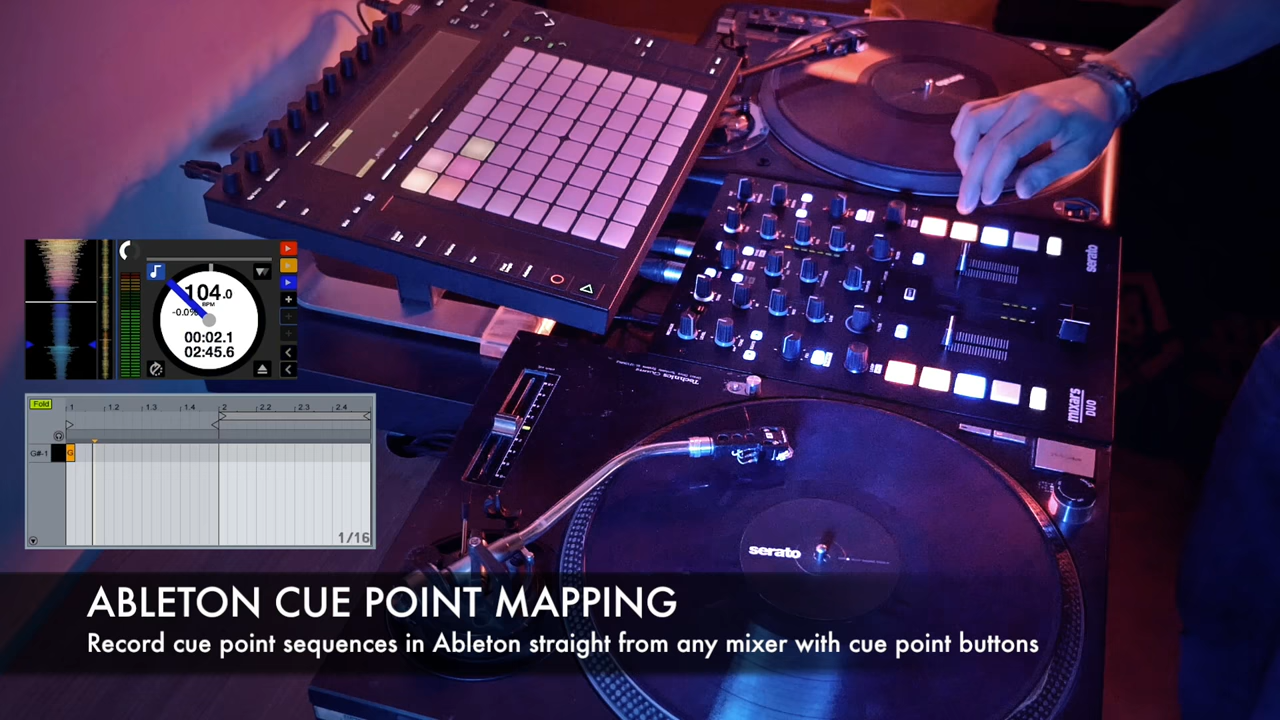 104.0
BPM
-0.0%
00:02.1
02:45.6
Fold
1 1.2 1.3 1.4 2 2.2 2.3 2.4
G#-1 G
1/16
serato
mixars
DUO
Technics
serato
ABLETON CUE POINT MAPPING
Record cue point sequences in Ableton straight from any mixer with cue point buttons